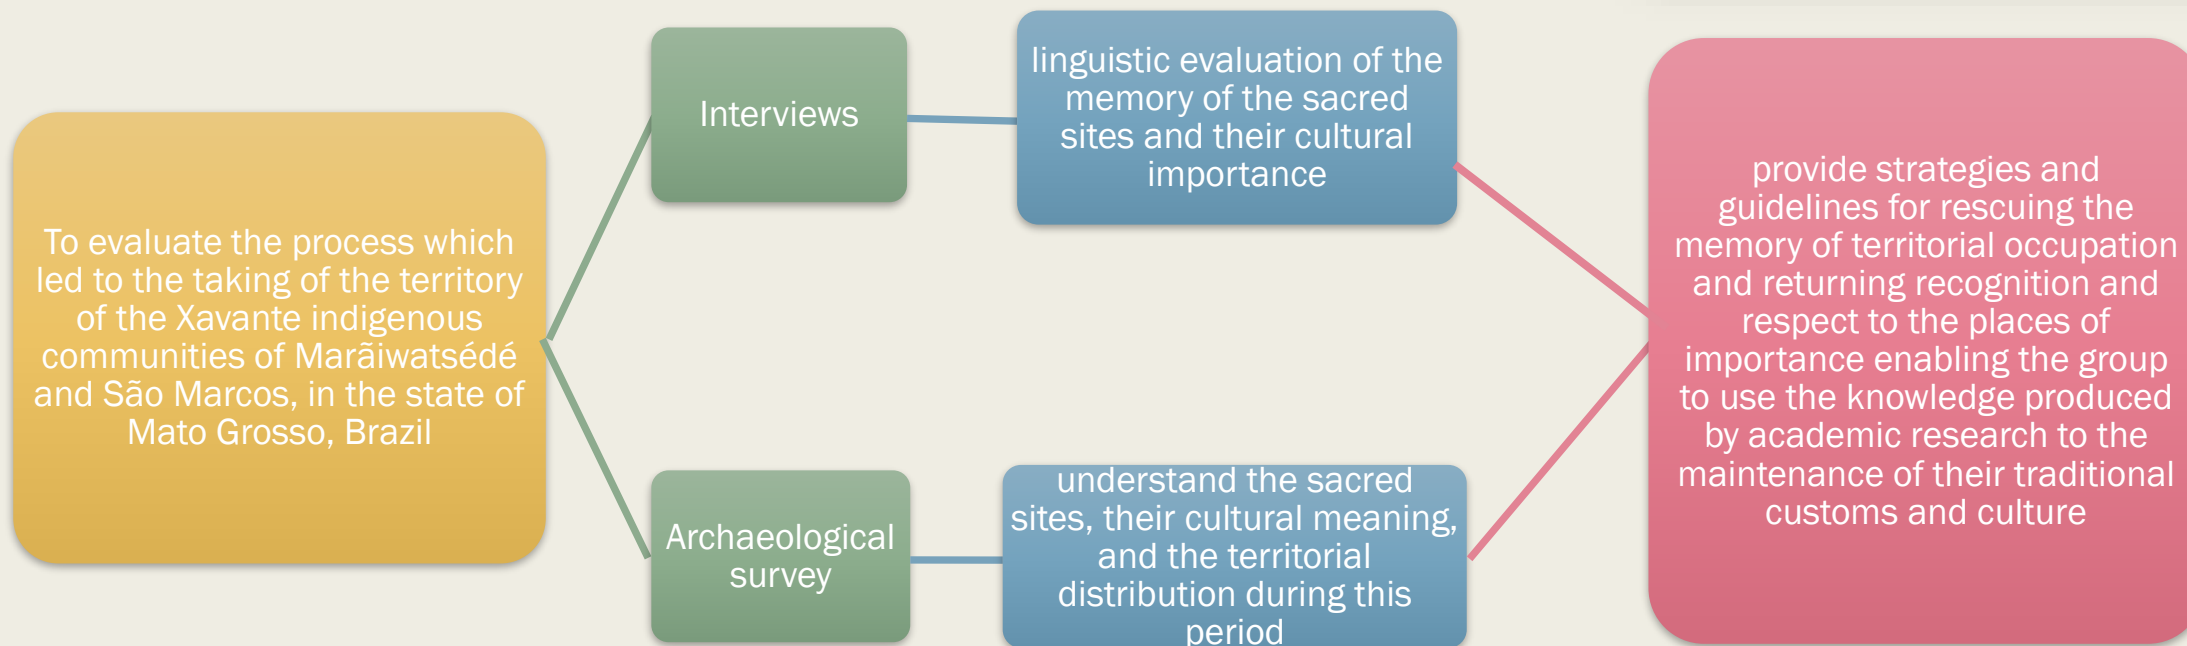 To evaluate the process which
led to the taking of the territory
of the Xavante indigenous
communities of Marãiwatsédé
and São Marcos, in the state of
Mato Grosso, Brazil
Interviews
linguistic evaluation of the
memory of the sacred
sites and their cultural
importance
Archaeological
survey
understand the sacred
sites, their cultural meaning,
and the territorial
distribution during this
period
provide strategies and
guidelines for rescuing the
memory of territorial occupation
and returning recognition and
respect to the places of
importance enabling the group
to use the knowledge produced
by academic research to the
maintenance of their traditional
customs and culture